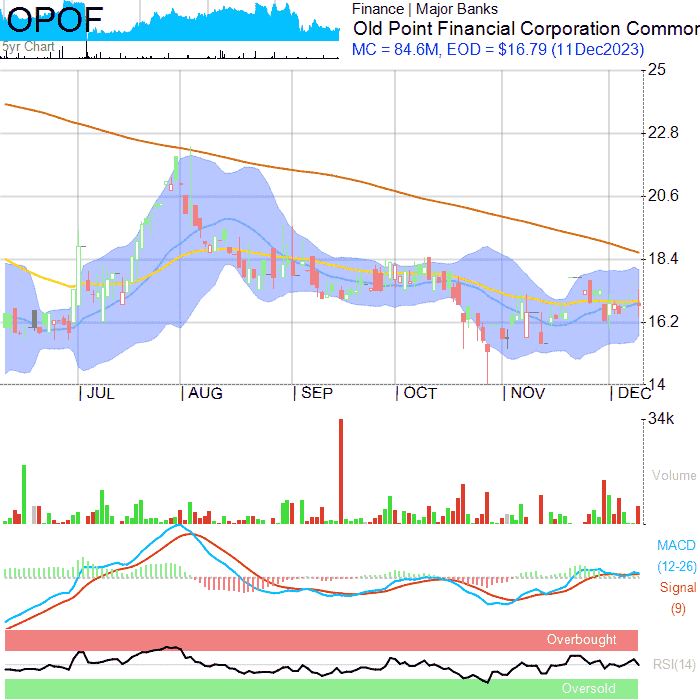 OPOF
5yr Chart
Finance | Major Banks
Old Point Financial Corporation Common
MC = 84.6M, EOD = $16.79 (11Dec2023)
25
22.8
20.6
18.4
16.2
14
| JUL | AUG | SEP | OCT | NOV | DEC
34k
Volume
MACD
(12-26)
Signal
(9)
Overbought
RSI(14)
Oversold